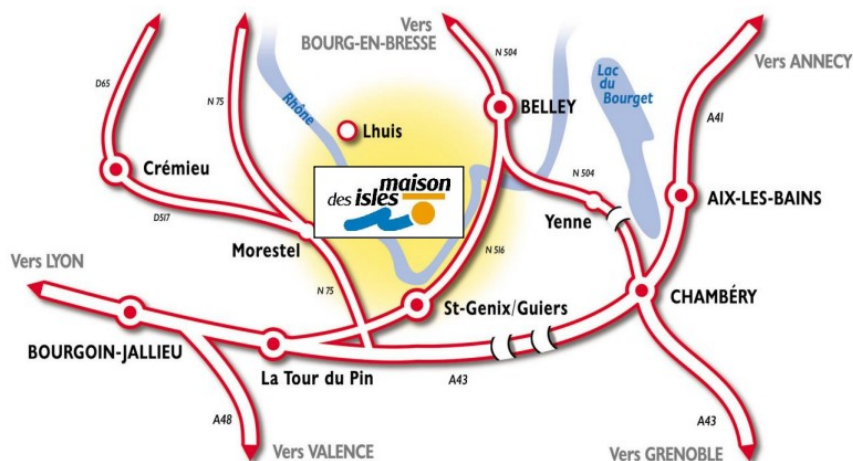 Vers
BOURG-EN-BRESSE
N 504
Vers ANNECY
D65
N 75
Rhône
Lac
du
Bourget
A41
BELLEY
Lhuis
Crémieu
maison
des isles
N 504
AIX-LES-BAINS
D517
Yenne
Morestel
N 516
Vers LYON
N 75
St-Genix/Guiers
CHAMBÉRY
BOURGOIN-JALLIEU
La Tour du Pin
A43
A48
A43
Vers VALENCE
Vers GRENOBLE